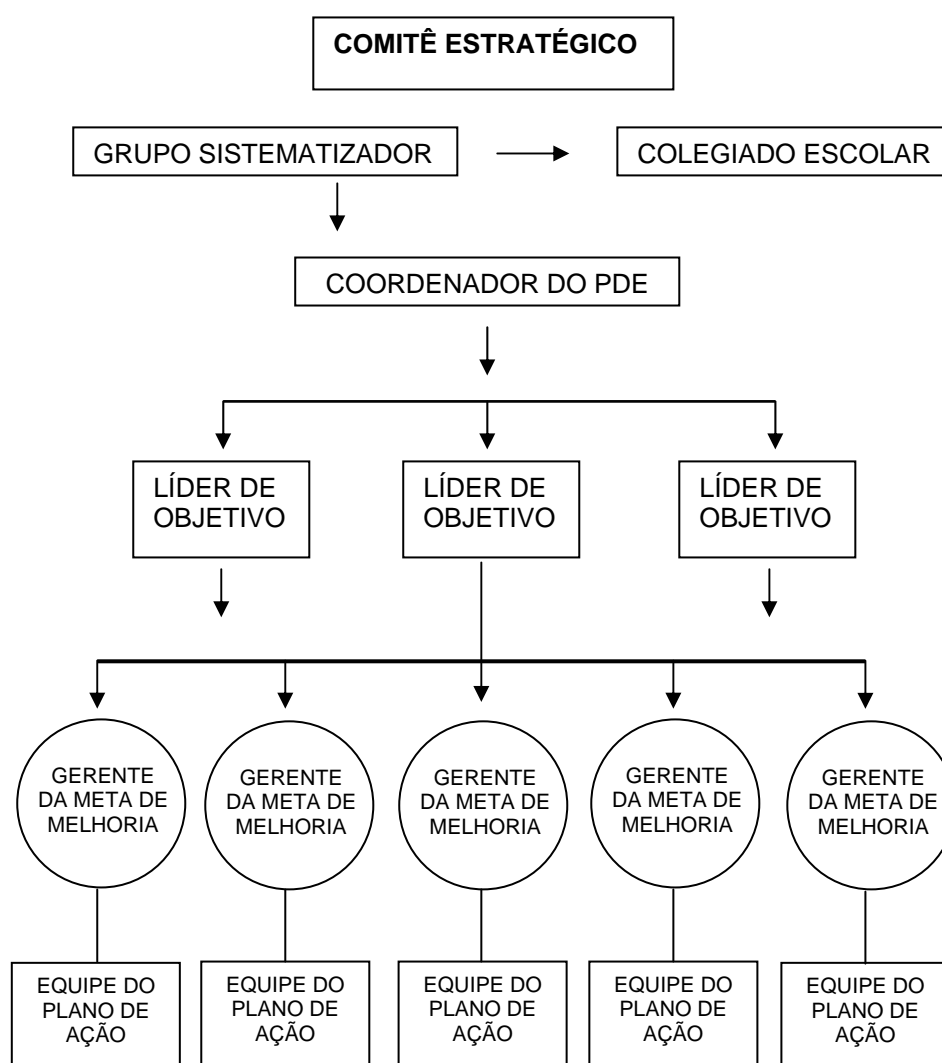 COMITÊ ESTRATÉGICO
GRUPO SISTEMATIZADOR
COLEGIADO ESCOLAR
COORDENADOR DO PDE
LÍDER DE
OBJETIVO
LÍDER DE
OBJETIVO
LÍDER DE
OBJETIVO
GERENTE
DA META DE
MELHORIA
GERENTE
DA META DE
MELHORIA
GERENTE
DA META DE
MELHORIA
GERENTE
DA META DE
MELHORIA
GERENTE
DA META DE
MELHORIA
EQUIPE DO
PLANO DE
AÇÃO
EQUIPE DO
PLANO DE
AÇÃO
EQUIPE DO
PLANO DE
AÇÃO
EQUIPE DO
PLANO DE
AÇÃO
EQUIPE DO
PLANO DE
AÇÃO